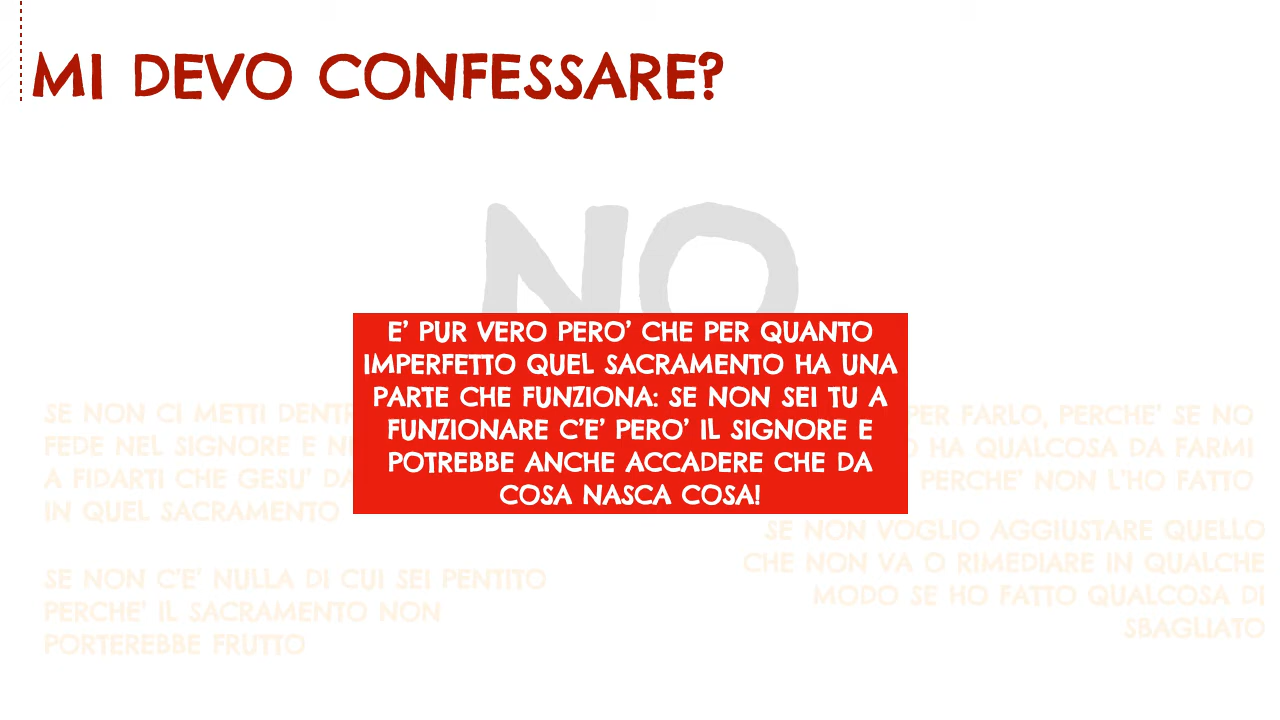 MI DEVO CONFESSARE?
NO
E' PUR VERO PERO' CHE PER QUANTO
IMPERFETTO QUEL SACRAMENTO HA UNA
PARTE CHE FUNZIONA: SE NON SEI TU A
FUNZIONARE C'E' PERO' IL SIGNORE E
POTREBBE ANCHE ACCADERE CHE DA
COSA NASCA COSA!
SE NON CI METTI
FEDE NEL SIGNORE E
A FIDARTI CHE GESU'
IN QUEL SACRAMENTO
SE NON C'E' NULLA DI CUI SEI PENTITO
PERCHE' IL SACRAMENTO NON
PORTEREBBE FRUTTO
PER FARLO, PERCHE' SE NO
HA QUALCOSA DA FARMI
PERCHE' NON L'HO FATTO
SE NON VOGLIO AGGIUSTARE QUELLO
CHE NON VA O RIMEDIARE IN QUALCHE
MODO SE HO FATTO QUALCOSA DI
SBAGLIATO